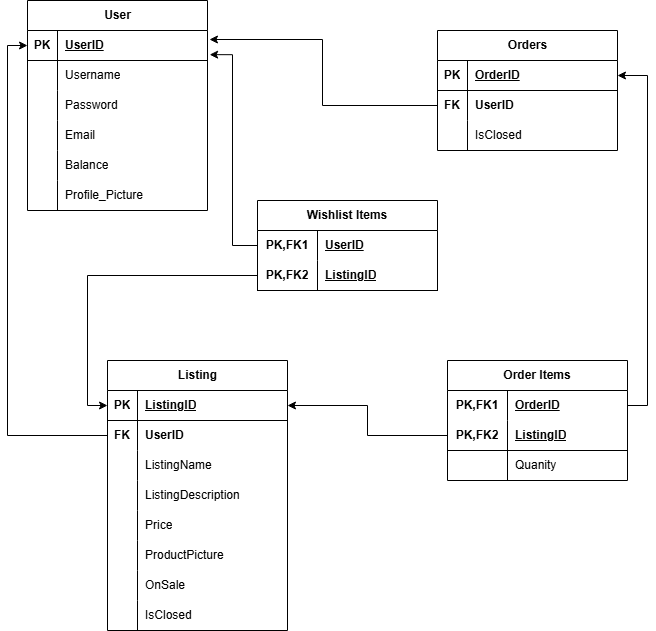 User
PK UserID
Username
Password
Email
Balance
Profile_Picture
Orders
PK OrderID
FK UserID
IsClosed
Wishlist Items
PK,FK1 UserID
PK,FK2 ListingID
Listing
PK ListingID
FK UserID
ListingName
ListingDescription
Price
ProductPicture
OnSale
IsClosed
Order Items
PK,FK1 OrderID
PK,FK2 ListingID
Quanity